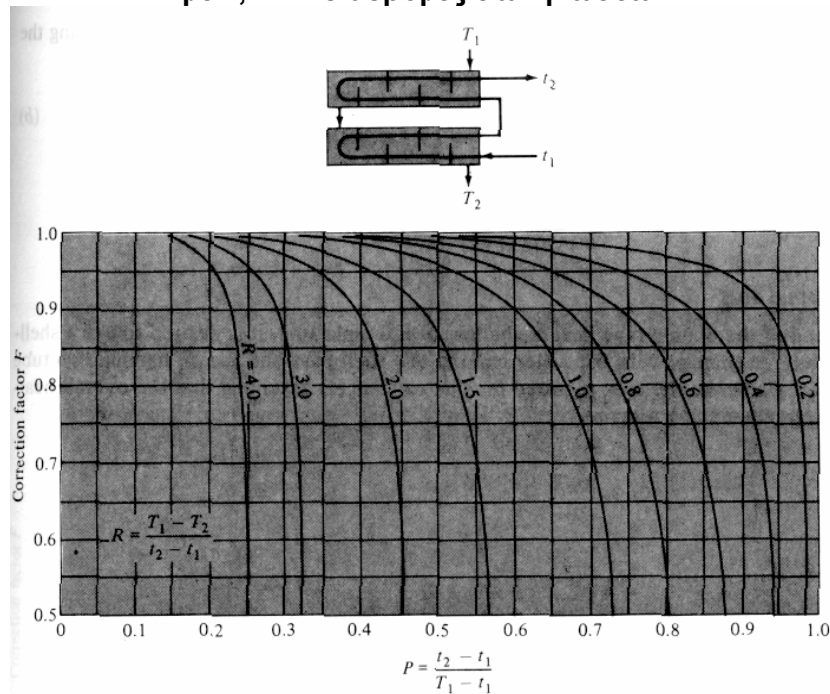 T1
t2
t1
T2
ng the
(b)
Correction factor F
1.0
0.9
0.8
0.7
0.6
0.5
R = 4.0
3.0
2.0
1.5
1.0
0.8
0.6
0.4
0.2
R = T1 − T2 / t2 − t1
0 0.1 0.2 0.3 0.4 0.5 0.6 0.7 0.8 0.9 1.0
P = t2 − t1 / T1 − t1